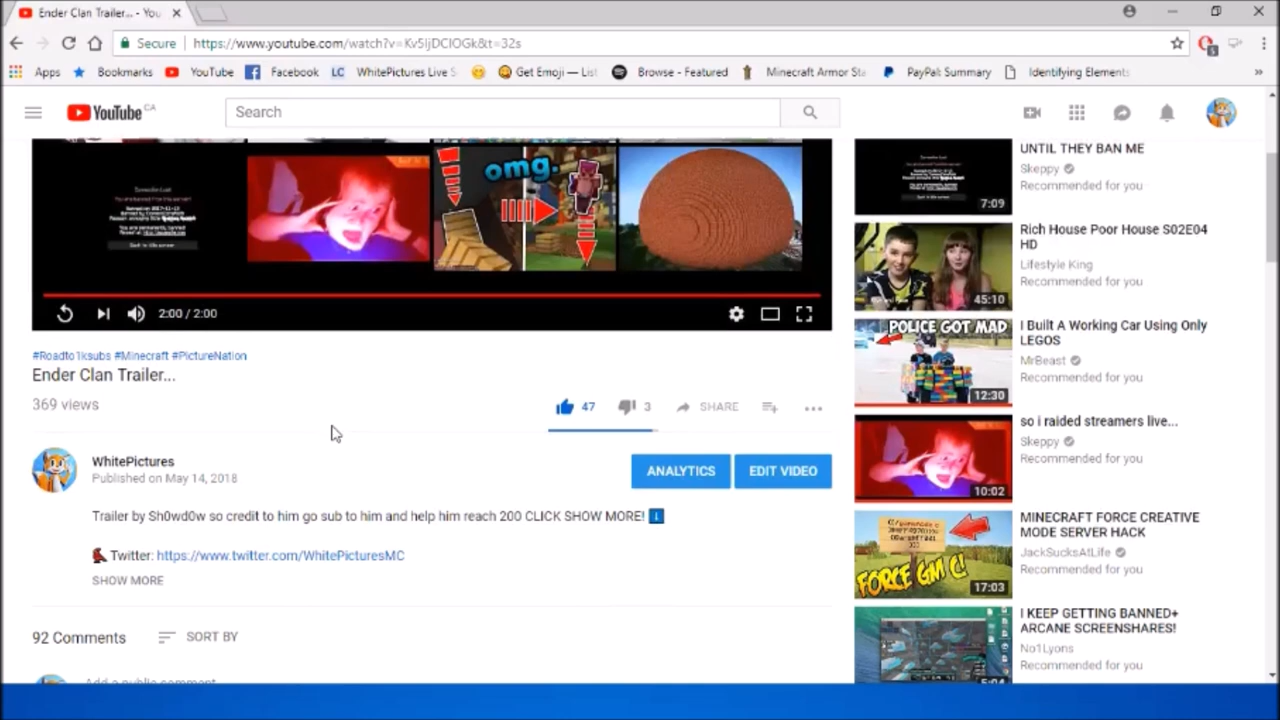 Ender Clan Trailer... - You
Secure
https://www.youtube.com/watch?v=Kv5ljDCIOGk&t=32s
5
Apps
Bookmarks
YouTube
Facebook
LC WhitePictures Live S
Get Emoji — List
Browse - Featured
Minecraft Armor Sta
PayPal: Summary
Identifying Elements
»
YouTube CA
Search
omg.
2:00 / 2:00
#Roadto1ksubs #Minecraft #PictureNation
Ender Clan Trailer...
369 views
47
3
SHARE
WhitePictures
Published on May 14, 2018
ANALYTICS
EDIT VIDEO
Trailer by Sh0wd0w so credit to him go sub to him and help him reach 200 CLICK SHOW MORE!
Twitter: https://www.twitter.com/WhitePicturesMC
SHOW MORE
92 Comments
SORT BY
Add a public comment...
UNTIL THEY BAN ME
Skeppy
Recommended for you
7:09
Rich House Poor House S02E04
HD
Lifestyle King
Recommended for you
45:10
POLICE GOT MAD
I Built A Working Car Using Only
LEGOS
MrBeast
Recommended for you
12:30
so i raided streamers live...
Skeppy
Recommended for you
10:02
MINECRAFT FORCE CREATIVE
MODE SERVER HACK
JackSucksAtLife
Recommended for you
FORCE GM C!
17:03
I KEEP GETTING BANNED+
ARCANE SCREENSHARES!
No1Lyons
Recommended for you
5:04